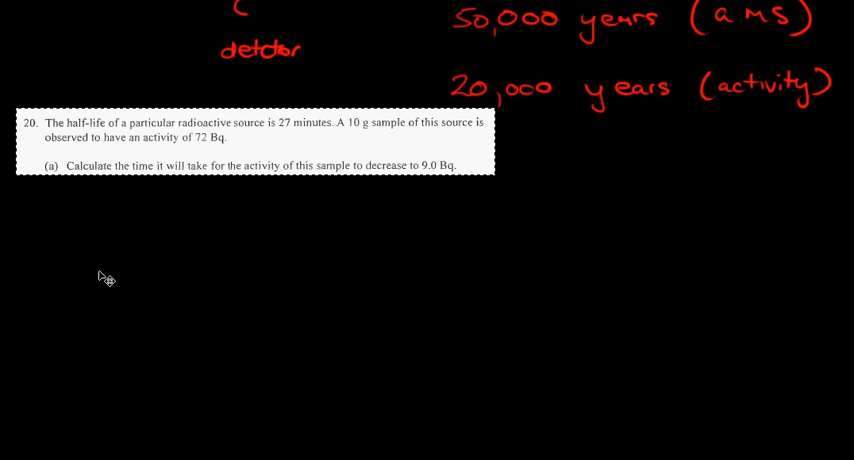 50,000 years (ams)
detctor
20,000 years (activity)
20. The half-life of a particular radioactive source is 27 minutes. A 10 g sample of this source is
observed to have an activity of 72 Bq.
(a) Calculate the time it will take for the activity of this sample to decrease to 9.0 Bq.